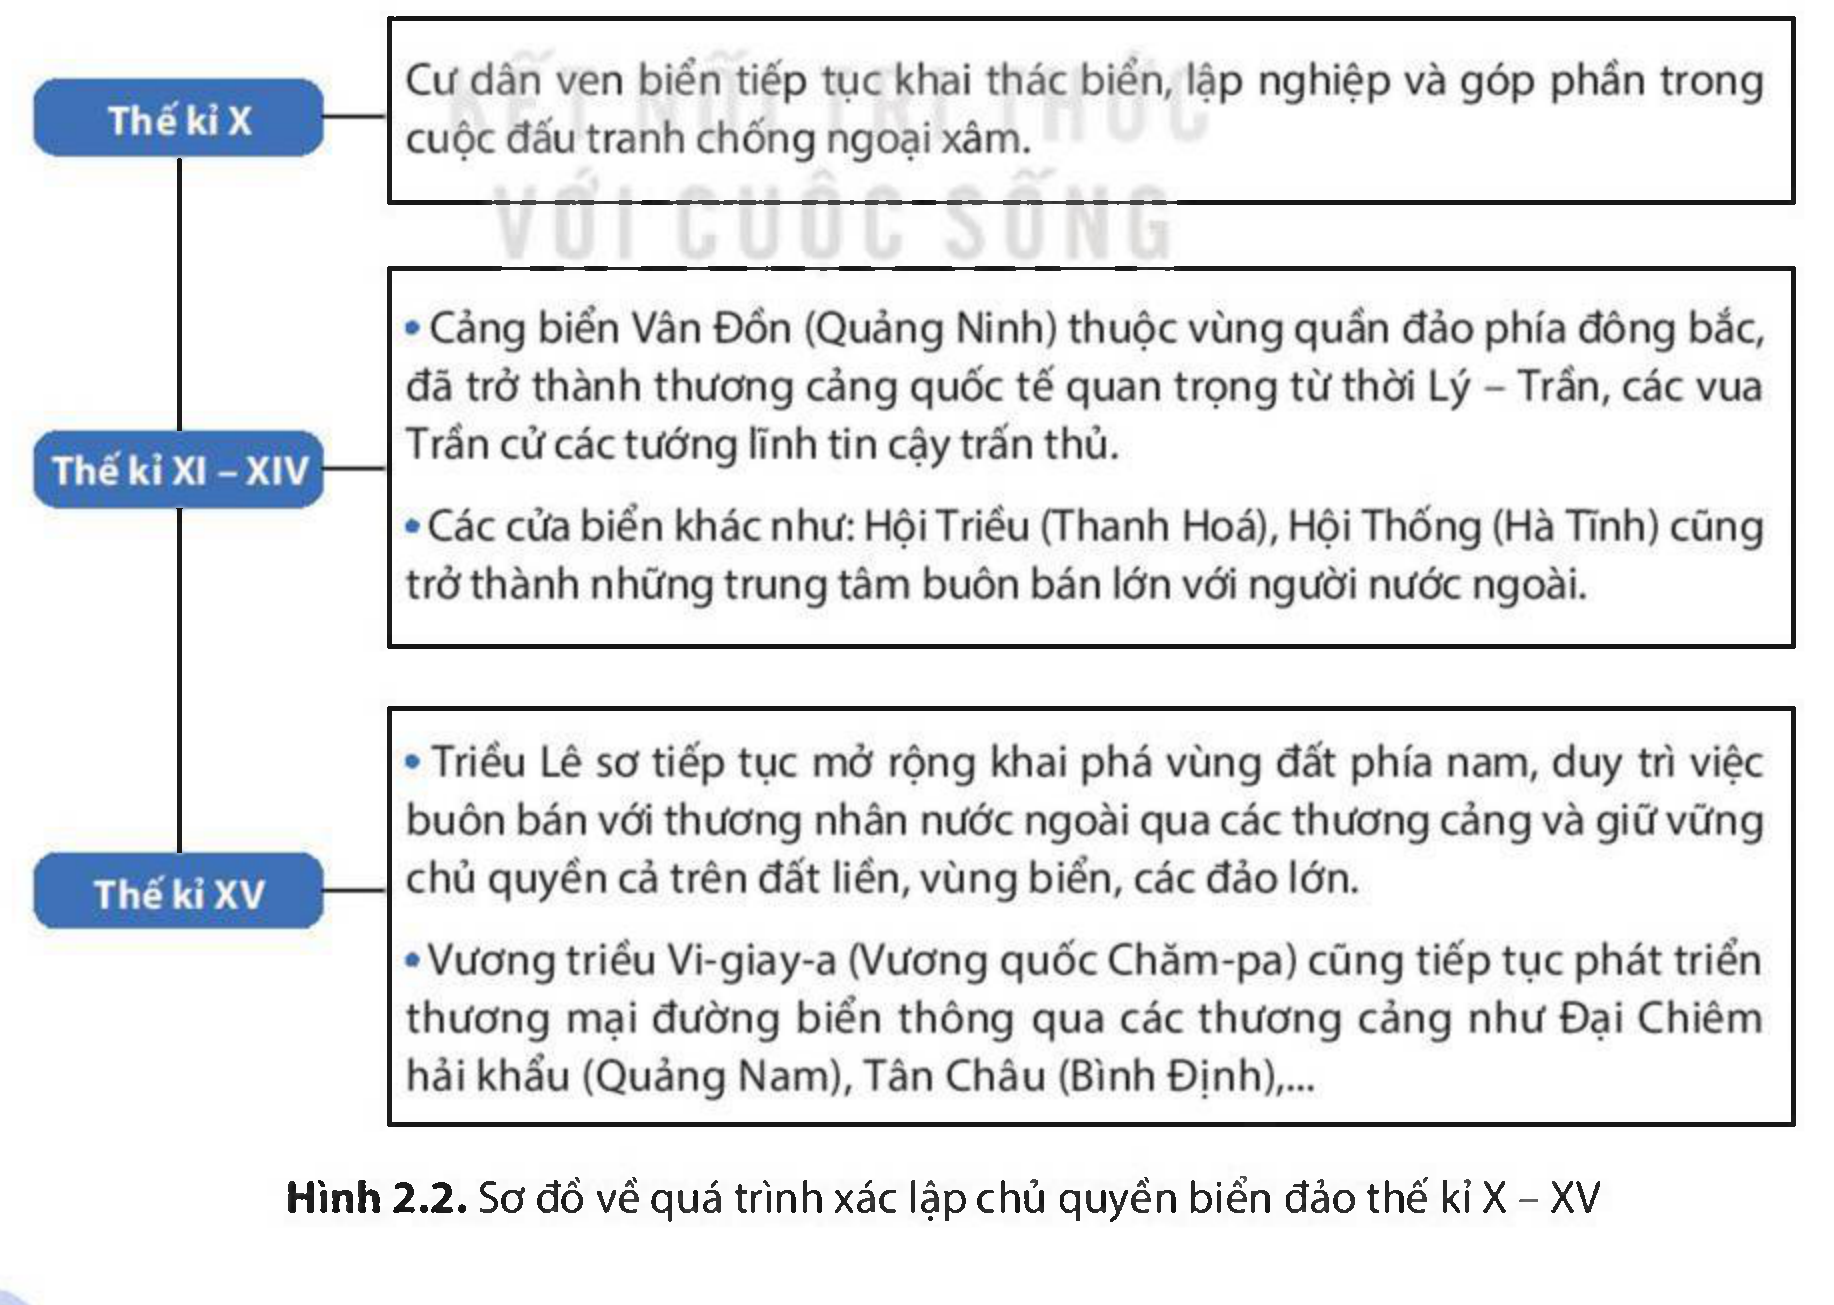 KẾT NỐI TRI THỨC
VỚI CUỘC SỐNG
Thế kỉ X
Cư dân ven biển tiếp tục khai thác biển, lập nghiệp và góp phần trong
cuộc đấu tranh chống ngoại xâm.
Thế kỉ XI – XIV
• Cảng biển Vân Đồn (Quảng Ninh) thuộc vùng quần đảo phía đông bắc,
đã trở thành thương cảng quốc tế quan trọng từ thời Lý – Trần, các vua
Trần cử các tướng lĩnh tin cậy trấn thủ.
• Các cửa biển khác như: Hội Triều (Thanh Hoá), Hội Thống (Hà Tĩnh) cũng
trở thành những trung tâm buôn bán lớn với người nước ngoài.
Thế kỉ XV
• Triều Lê sơ tiếp tục mở rộng khai phá vùng đất phía nam, duy trì việc
buôn bán với thương nhân nước ngoài qua các thương cảng và giữ vững
chủ quyền cả trên đất liền, vùng biển, các đảo lớn.
• Vương triều Vi-giay-a (Vương quốc Chăm-pa) cũng tiếp tục phát triển
thương mại đường biển thông qua các thương cảng như Đại Chiêm
hải khẩu (Quảng Nam), Tân Châu (Bình Định),...
Hình 2.2. Sơ đồ về quá trình xác lập chủ quyền biển đảo thế kỉ X – XV